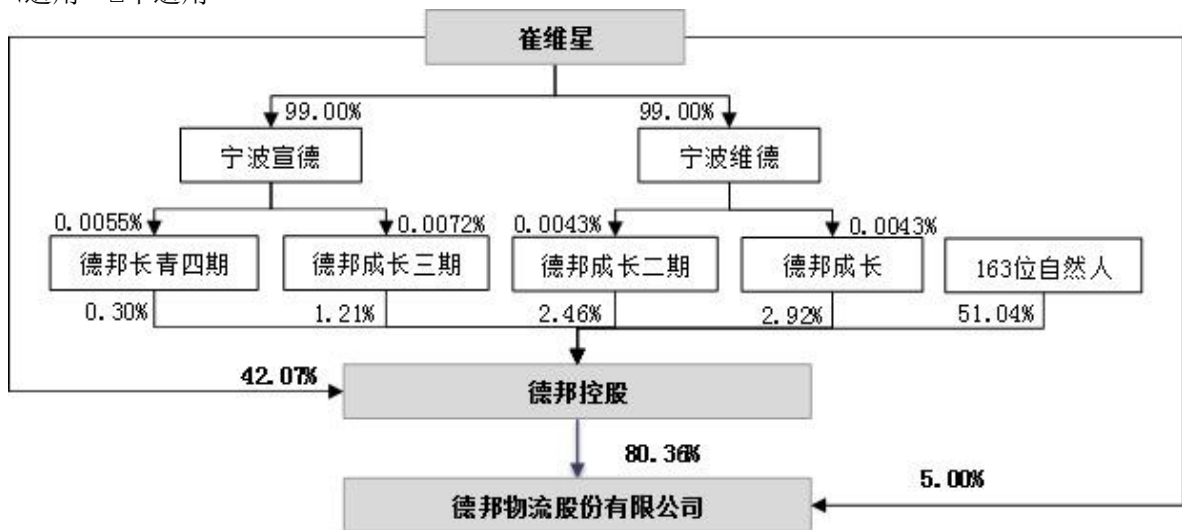 崔维星
99.00%
99.00%
宁波宣德
宁波维德
0.0055%
0.0072%
0.0043%
0.0043%
德邦长青四期
德邦成长三期
德邦成长二期
德邦成长
163位自然人
0.30%
1.21%
2.46%
2.92%
51.04%
42.07%
德邦控股
80.36%
5.00%
德邦物流股份有限公司